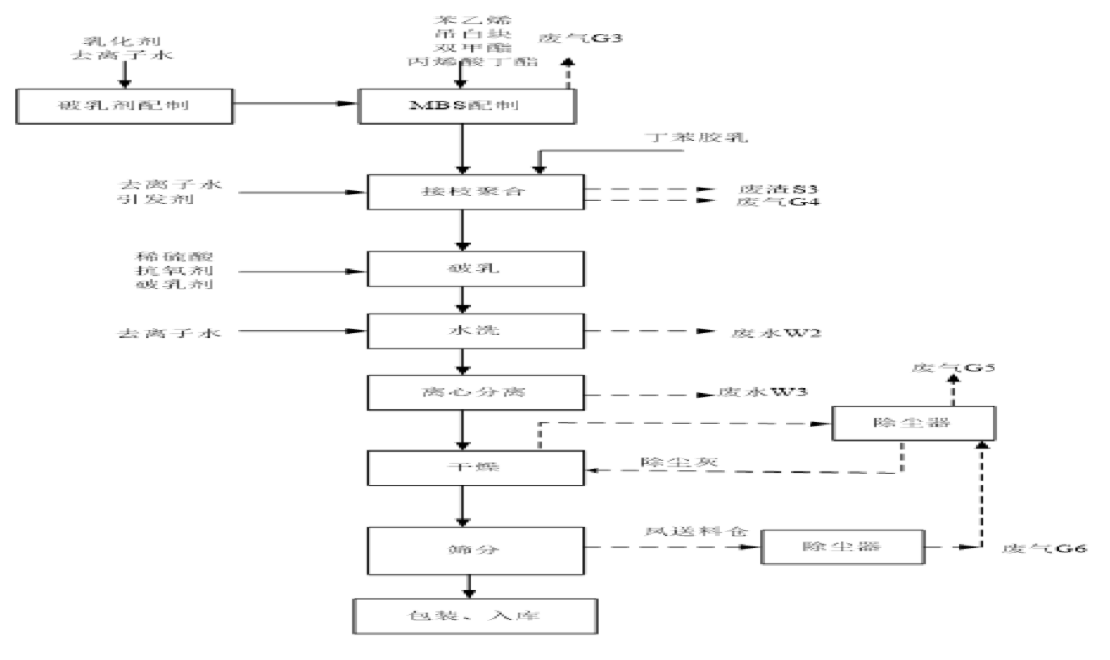 苯乙烯
乳化剂
吊白块
废气G3
去离子水
双甲酯
丙烯酸丁酯
破乳剂配制
MBS配制
丁苯胶乳
去离子水
引发剂
接枝聚合
废渣S3
废气G4
稀硫酸
抗氧剂
破乳剂
破乳
去离子水
水洗
废水W2
废气G5
离心分离
废水W3
除尘器
干燥
除尘灰
风送料仓
筛分
除尘器
废气G6
包装、入库